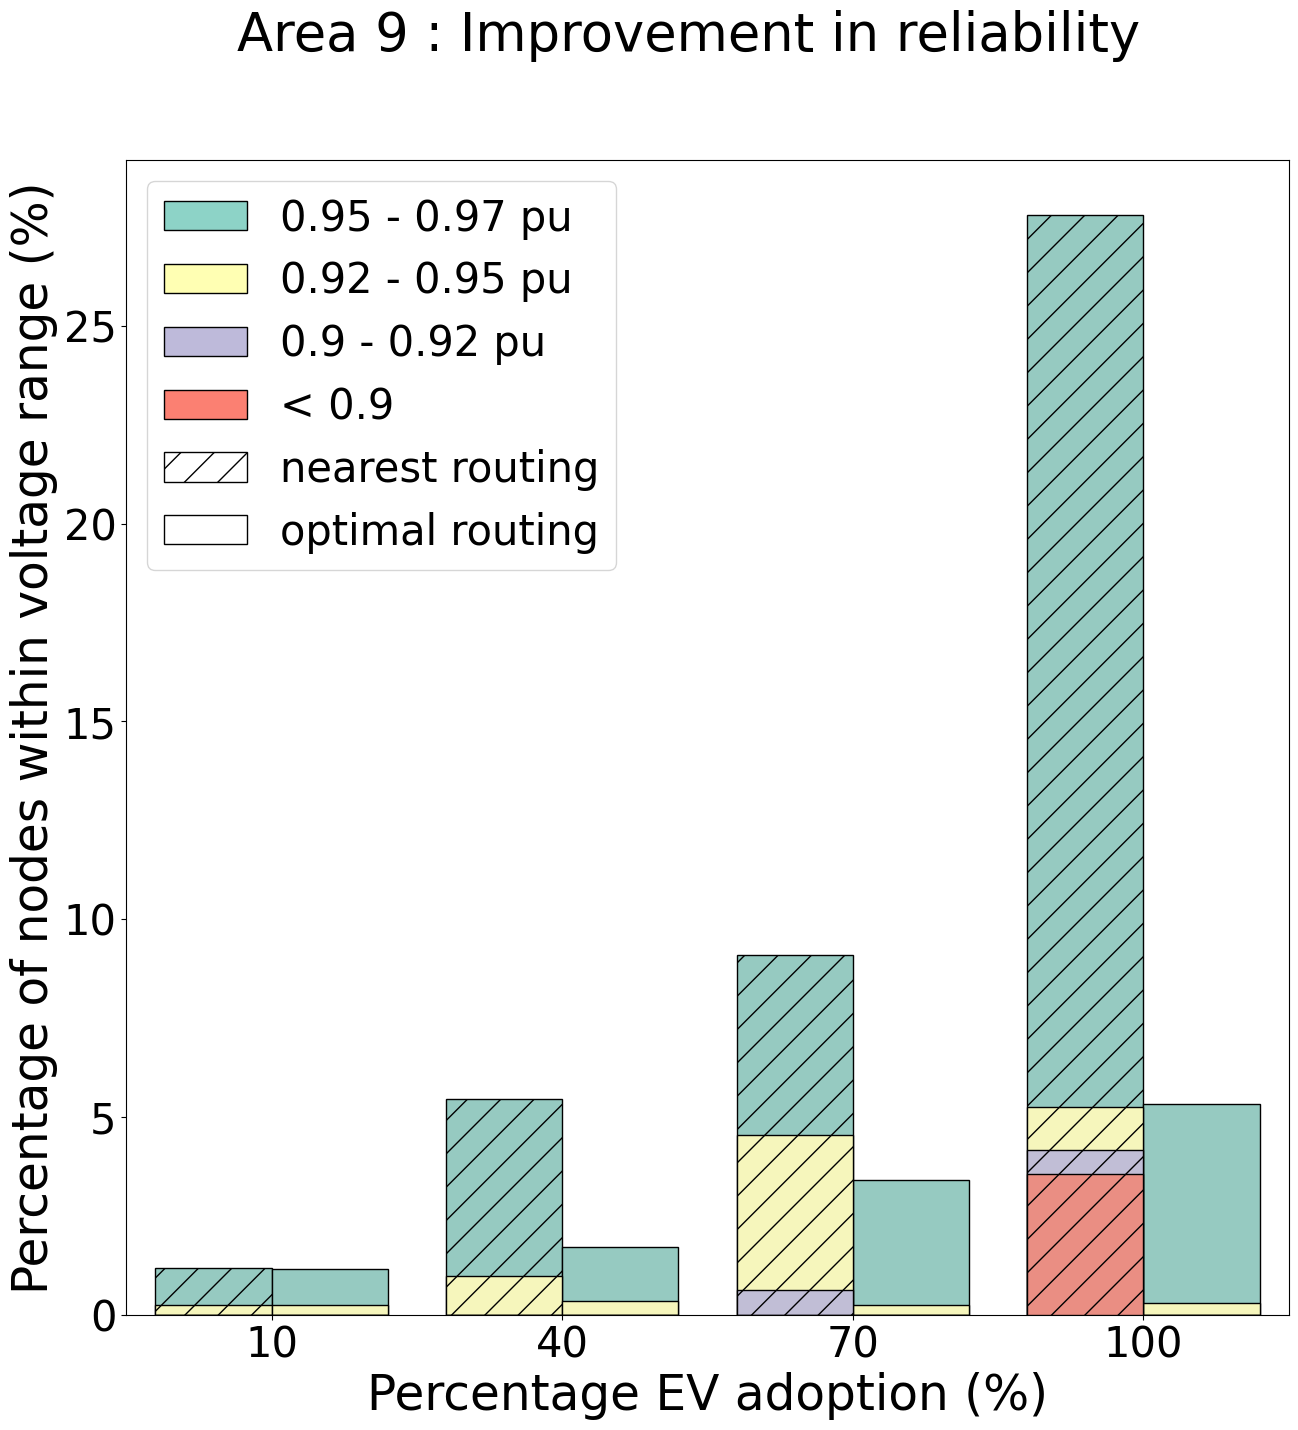 Area 9 : Improvement in reliability
Percentage of nodes within voltage range (%)
25
20
15
10
5
0
0.95 - 0.97 pu
0.92 - 0.95 pu
0.9 - 0.92 pu
< 0.9
nearest routing
optimal routing
10 40 70 100
Percentage EV adoption (%)